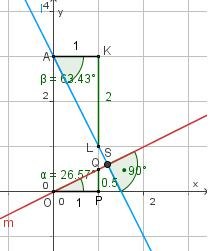 4
y
1
A
K
β = 63.43°
2
2
L
S
Q
α = 26.57°
90°
0.5
x
O
0
1
P
2
m